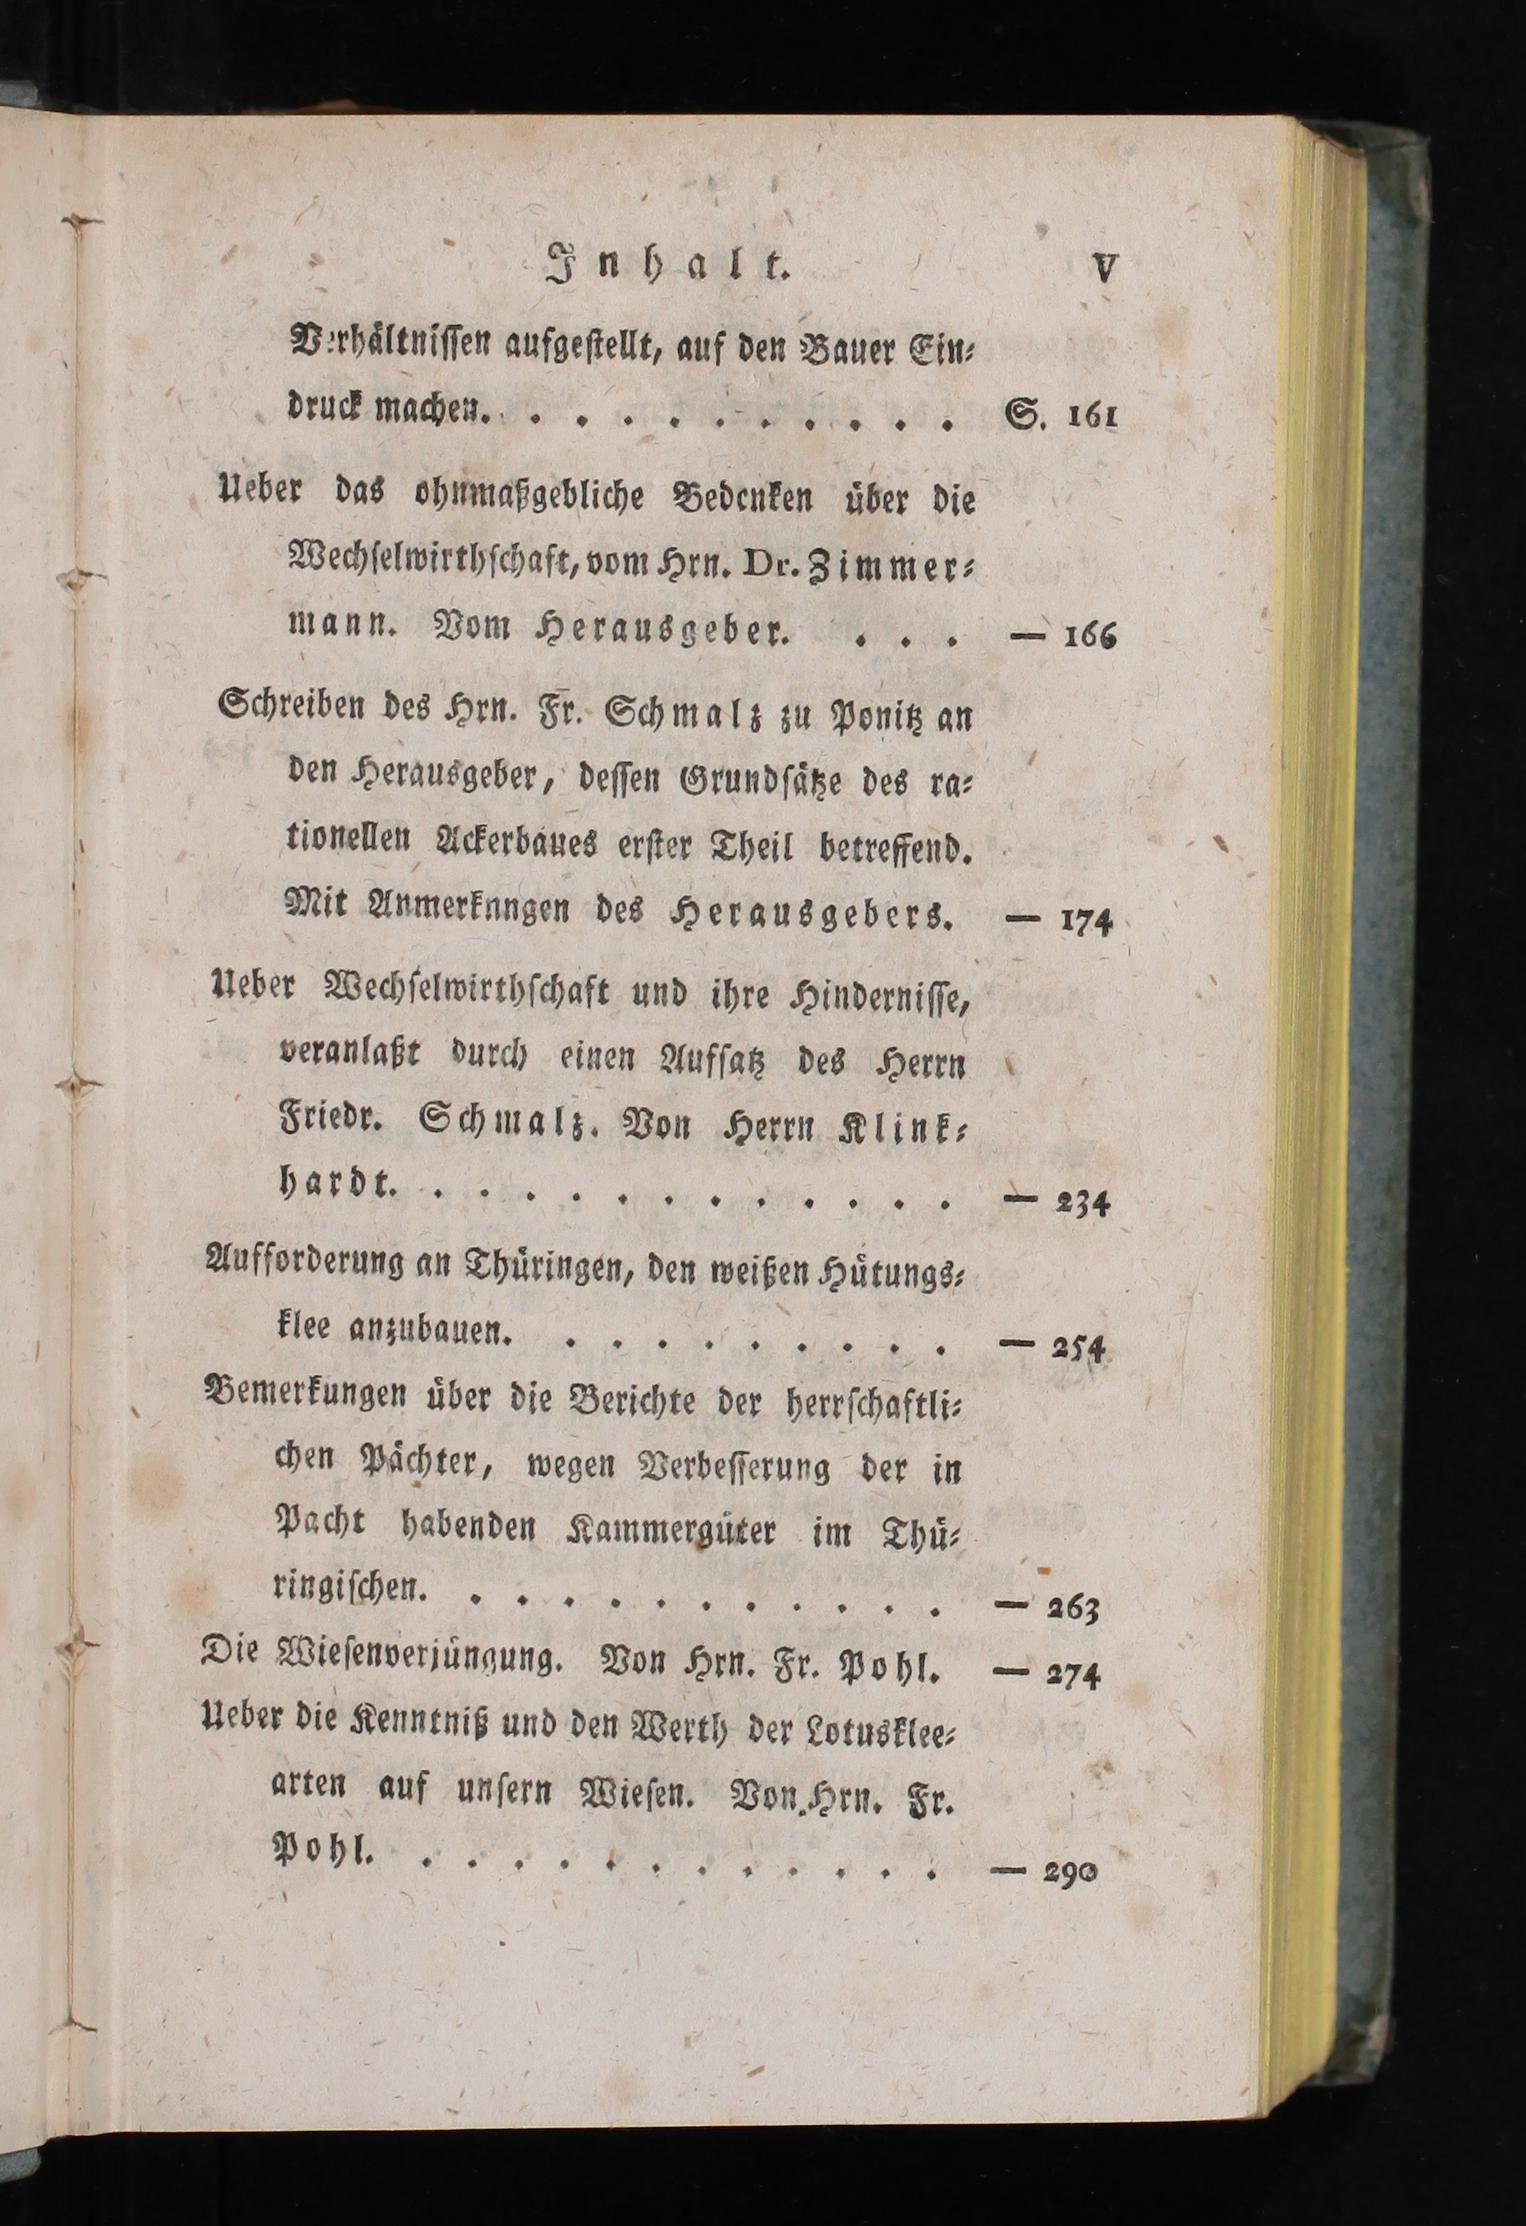 Inhalt. V
Verhältnissen aufgestellt, auf den Bauer Ein-
druck machen. . . . . . . . . . . S. 161
Ueber das ohnmaßgebliche Bedenken über die
Wechselwirthschaft, vom Hrn. Dr. Zimmer-
mann. Vom Herausgeber. . . . — 166
Schreiben des Hrn. Fr. Schmalz zu Ponitz an
den Herausgeber, dessen Grundsätze des ra-
tionellen Ackerbaues erster Theil betreffend.
Mit Anmerknngen des Herausgebers. — 174
Ueber Wechselwirthschaft und ihre Hindernisse,
veranlaßt durch einen Aufsatz des Herrn
Friedr. Schmalz. Von Herrn Klink-
hardt. . . . . . . . . . . . . — 234
Aufforderung an Thüringen, den weißen Hütungs-
klee anzubauen. . . . . . . . . . — 254
Bemerkungen über die Berichte der herrschaftli-
chen Pächter, wegen Verbesserung der in
Pacht habenden Kammergüter im Thü-
ringischen. . . . . . . . . . . . — 263
Die Wiesenverjüngung. Von Hrn. Fr. Pohl. — 274
Ueber die Kenntniß und den Werth der Lotusklee-
arten auf unsern Wiesen. Von Hrn. Fr.
Pohl. . . . . . . . . . . . . — 290